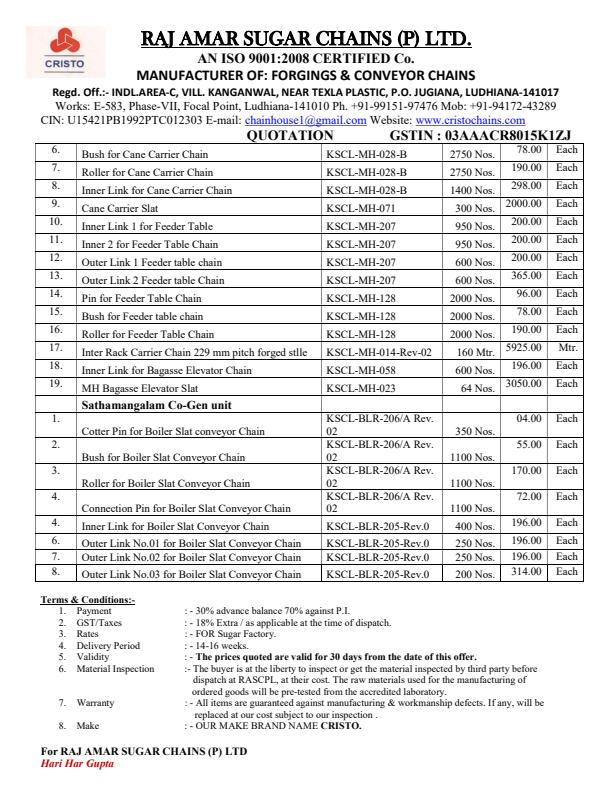 CRISTO
RAJ AMAR SUGAR CHAINS (P) LTD.
AN ISO 9001:2008 CERTIFIED Co.
MANUFACTURER OF: FORGINGS & CONVEYOR CHAINS
Regd. Off.:- INDL.AREA-C, VILL. KANGANWAL, NEAR TEXLA PLASTIC, P.O. JUGIANA, LUDHIANA-141017
Works: E-583, Phase-VII, Focal Point, Ludhiana-141010 Ph. +91-99151-97476 Mob: +91-94172-43289
CIN: U15421PB1992PTC012303 E-mail: chainhouse1@gmail.com Website: www.cristochains.com
QUOTATION GSTIN : 03AAACR8015K1ZJ
6. Bush for Cane Carrier Chain KSCL-MH-028-B 2750 Nos. 78.00 Each
7. Roller for Cane Carrier Chain KSCL-MH-028-B 2750 Nos. 190.00 Each
8. Inner Link for Cane Carrier Chain KSCL-MH-028-B 1400 Nos. 298.00 Each
9. Cane Carrier Slat KSCL-MH-071 300 Nos. 2000.00 Each
10. Inner Link 1 for Feeder Table KSCL-MH-207 950 Nos. 200.00 Each
11. Inner 2 for Feeder Table Chain KSCL-MH-207 950 Nos. 200.00 Each
12. Outer Link 1 Feeder table chain KSCL-MH-207 600 Nos. 200.00 Each
13. Outer Link 2 Feeder table chain KSCL-MH-207 600 Nos. 365.00 Each
14. Pin for Feeder Table Chain KSCL-MH-128 2000 Nos. 96.00 Each
15. Bush for Feeder table chain KSCL-MH-128 2000 Nos. 78.00 Each
16. Roller for Feeder Table Chain KSCL-MH-128 2000 Nos. 190.00 Each
17. Inter Rack Carrier Chain 229 mm pitch forged stlle KSCL-MH-014-Rev-02 160 Mtr. 5925.00 Mtr.
18. Inner Link for Bagasse Elevator Chain KSCL-MH-058 600 Nos. 196.00 Each
19. MH Bagasse Elevator Slat KSCL-MH-023 64 Nos. 3050.00 Each
Sathamangalam Co-Gen unit
1. KSCL-BLR-206/A Rev. 04.00 Each
Cotter Pin for Boiler Slat conveyor Chain 02 350 Nos.
2. KSCL-BLR-206/A Rev. 55.00 Each
Bush for Boiler Slat Conveyor Chain 02 1100 Nos.
3. KSCL-BLR-206/A Rev. 170.00 Each
Roller for Boiler Slat Conveyor Chain 02 1100 Nos.
4. KSCL-BLR-206/A Rev. 72.00 Each
Connection Pin for Boiler Slat Conveyor Chain 02 1100 Nos.
4. Inner Link for Boiler Slat Conveyor Chain KSCL-BLR-205-Rev.0 400 Nos. 196.00 Each
6. Outer Link No.01 for Boiler Slat Conveyor Chain KSCL-BLR-205-Rev.0 250 Nos. 196.00 Each
7. Outer Link No.02 for Boiler Slat Conveyor Chain KSCL-BLR-205-Rev.0 250 Nos. 196.00 Each
8. Outer Link No.03 for Boiler Slat Conveyor Chain KSCL-BLR-205-Rev.0 200 Nos. 314.00 Each
Terms & Conditions:-
1. Payment : - 30% advance balance 70% against P.I.
2. GST/Taxes : - 18% Extra / as applicable at the time of dispatch.
3. Rates : - FOR Sugar Factory.
4. Delivery Period : - 14-16 weeks.
5. Validity : - The prices quoted are valid for 30 days from the date of this offer.
6. Material Inspection :- The buyer is at the liberty to inspect or get the material inspected by third party before
dispatch at RASCPL, at their cost. The raw materials used for the manufacturing of
ordered goods will be pre-tested from the accredited laboratory.
7. Warranty : - All items are guaranteed against manufacturing & workmanship defects. If any, will be
replaced at our cost subject to our inspection .
8. Make : - OUR MAKE BRAND NAME CRISTO.
For RAJ AMAR SUGAR CHAINS (P) LTD
Hari Har Gupta